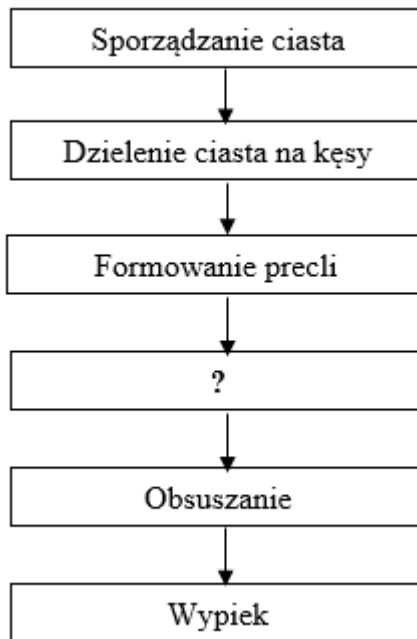 Sporządzanie ciasta
Dzielenie ciasta na kęsy
Formowanie precli
?
Obsuszanie
Wypiek